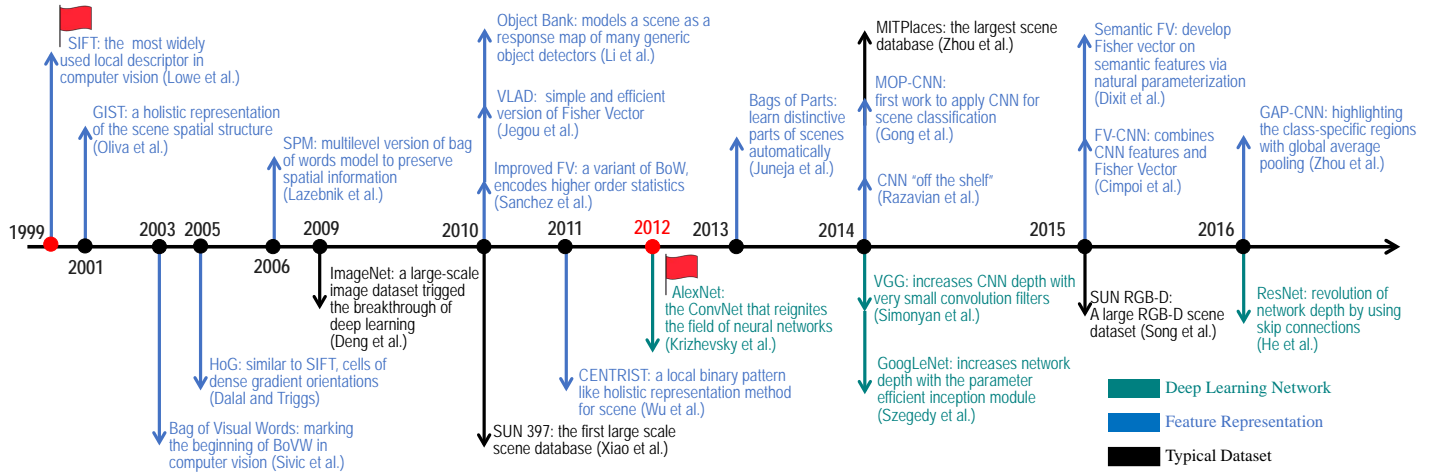 SIFT: the most widely
used local descriptor in
computer vision (Lowe et al.)
GIST: a holistic representation
of the scene spatial structure
(Oliva et al.)
SPM: multilevel version of bag
of words model to preserve
spatial information
(Lazebnik et al.)
Object Bank: models a scene as a
response map of many generic
object detectors (Li et al.)
VLAD: simple and efficient
version of Fisher Vector
(Jegou et al.)
Improved FV: a variant of BoW,
encodes higher order statistics
(Sanchez et al.)
Bags of Parts:
learn distinctive
parts of scenes
automatically
(Juneja et al.)
MITPlaces: the largest scene
database (Zhou et al.)
MOP-CNN:
first work to apply CNN for
scene classification
(Gong et al.)
CNN “off the shelf”
(Razavian et al.)
Semantic FV: develop
Fisher vector on
semantic features via
natural parameterization
(Dixit et al.)
FV-CNN: combines
CNN features and
Fisher Vector
(Cimpoi et al.)
GAP-CNN: highlighting
the class-specific regions
with global average
pooling (Zhou et al.)
1999
2001
2003
2005
2006
2009
2010
2011
2012
2013
2014
2015
2016
ImageNet: a large-scale
image dataset trigged
the breakthrough of
deep learning
(Deng et al.)
HoG: similar to SIFT, cells of
dense gradient orientations
(Dalal and Triggs)
Bag of Visual Words: marking
the beginning of BoVW in
computer vision (Sivic et al.)
AlexNet:
the ConvNet that reignites
the field of neural networks
(Krizhevsky et al.)
CENTRIST: a local binary pattern
like holistic representation method
for scene (Wu et al.)
SUN 397: the first large scale
scene database (Xiao et al.)
VGG: increases CNN depth with
very small convolution filters
(Simonyan et al.)
GoogLeNet: increases network
depth with the parameter
efficient inception module
(Szegedy et al.)
SUN RGB-D:
A large RGB-D scene
dataset (Song et al.)
ResNet: revolution of
network depth by using
skip connections
(He et al.)
Deep Learning Network
Feature Representation
Typical Dataset